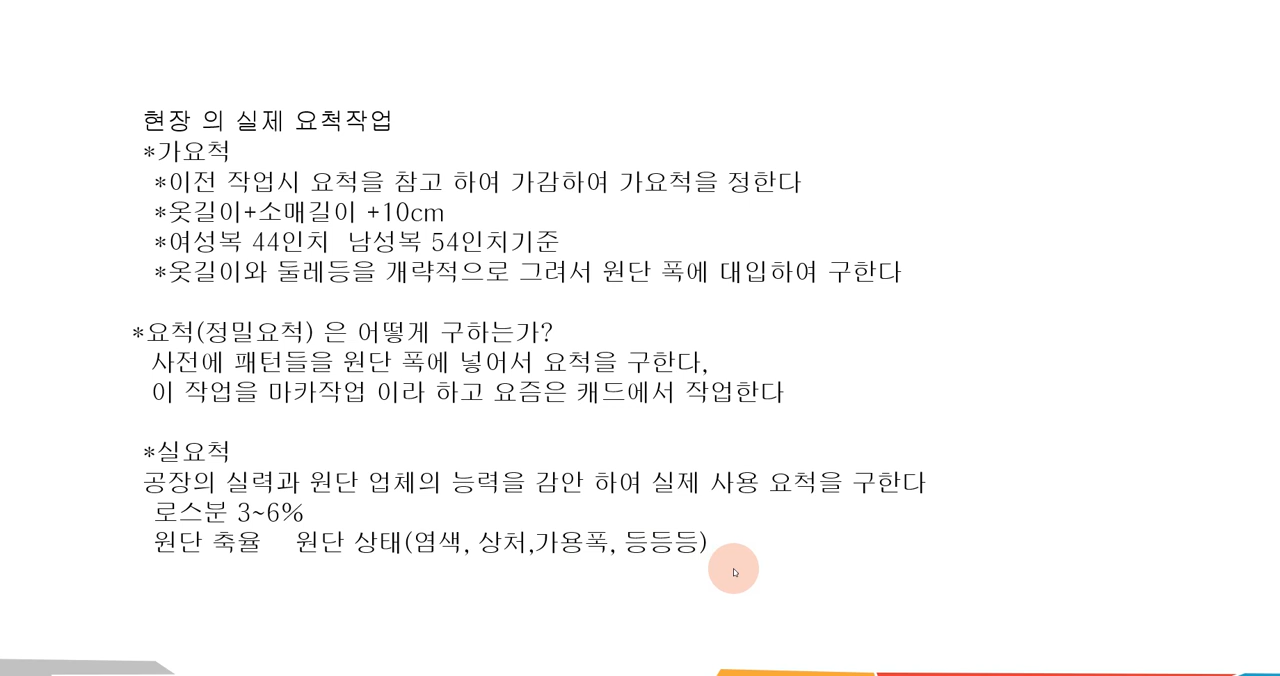 현장 의 실제 요척작업
*가요척
*이전 작업시 요척을 참고 하여 가감하여 가요척을 정한다
*옷길이+소매길이 +10cm
*여성복 44인치 남성복 54인치기준
*옷길이와 둘레등을 개략적으로 그려서 원단 폭에 대입하여 구한다
*요척(정밀요척) 은 어떻게 구하는가?
사전에 패턴들을 원단 폭에 넣어서 요척을 구한다,
이 작업을 마카작업 이라 하고 요즘은 캐드에서 작업한다
*실요척
공장의 실력과 원단 업체의 능력을 감안 하여 실제 사용 요척을 구한다
로스분 3~6%
원단 축율 원단 상태(염색, 상처,가용폭, 등등등)